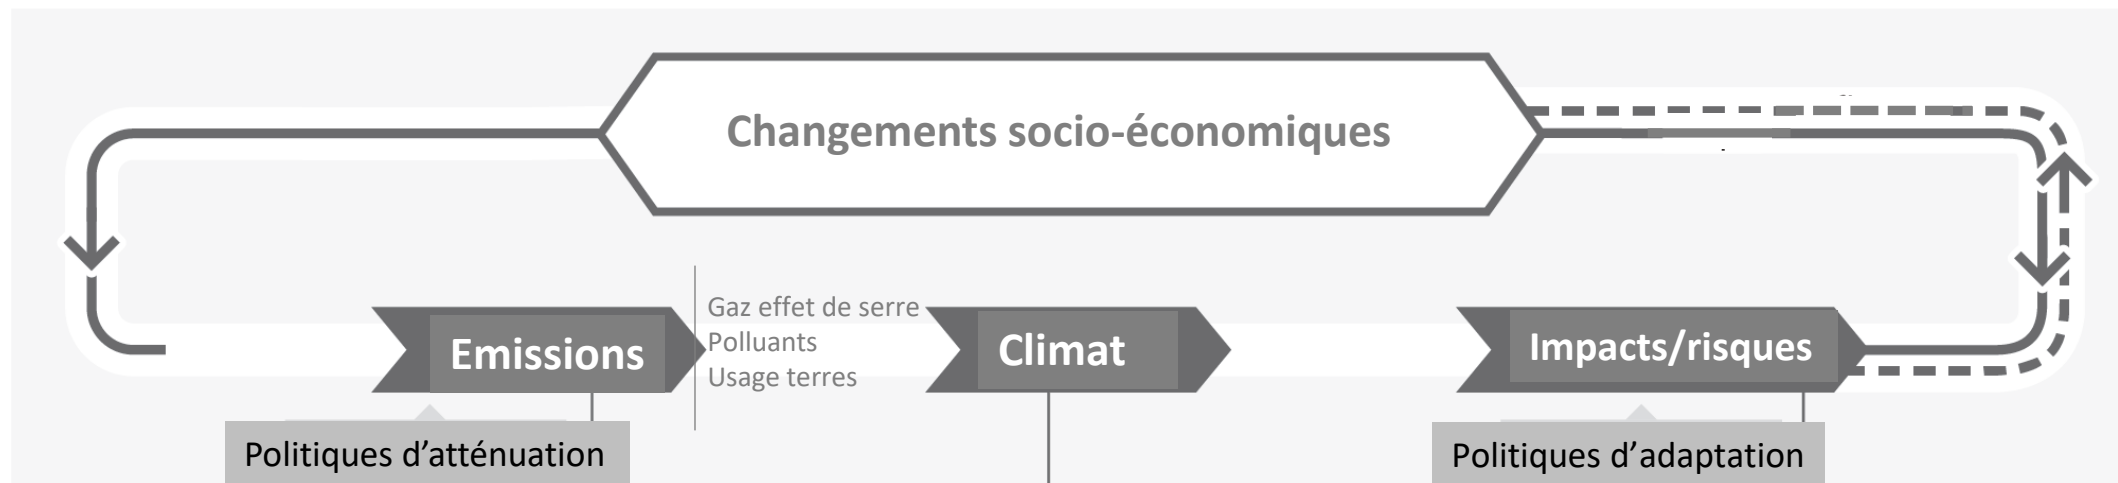 Changements socio-économiques
Gaz effet de serre
Polluants
Usage terres
Emissions
Climat
Impacts/risques
Politiques d’atténuation
Politiques d’adaptation